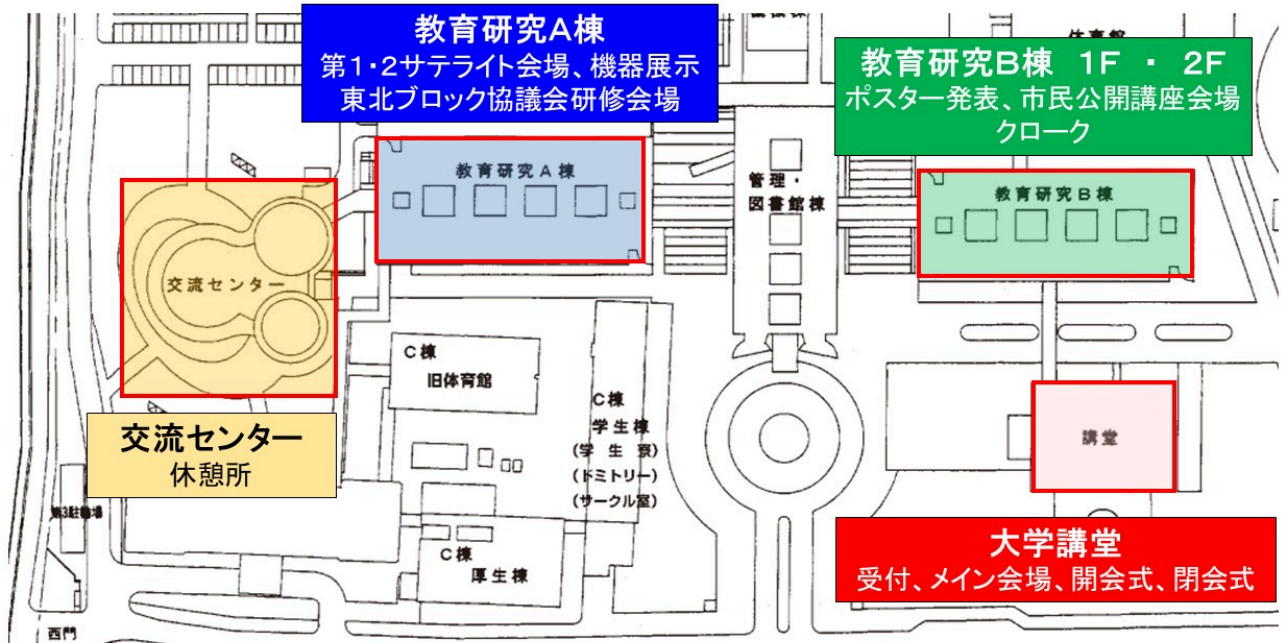 教育研究A棟
第1・2サテライト会場、機器展示
東北ブロック協議会研修会場
体育館
教育研究B棟 1F ・ 2F
ポスター発表、市民公開講座会場
クローク
教育研究A棟
管理・
図書館棟
教育研究B棟
交流センター
C棟
旧体育館
C棟
学生棟
(学生寮)
(ドミトリー)
(サークル室)
講堂
交流センター
休憩所
第3駐輪場
C棟
厚生棟
大学講堂
受付、メイン会場、開会式、閉会式
西門